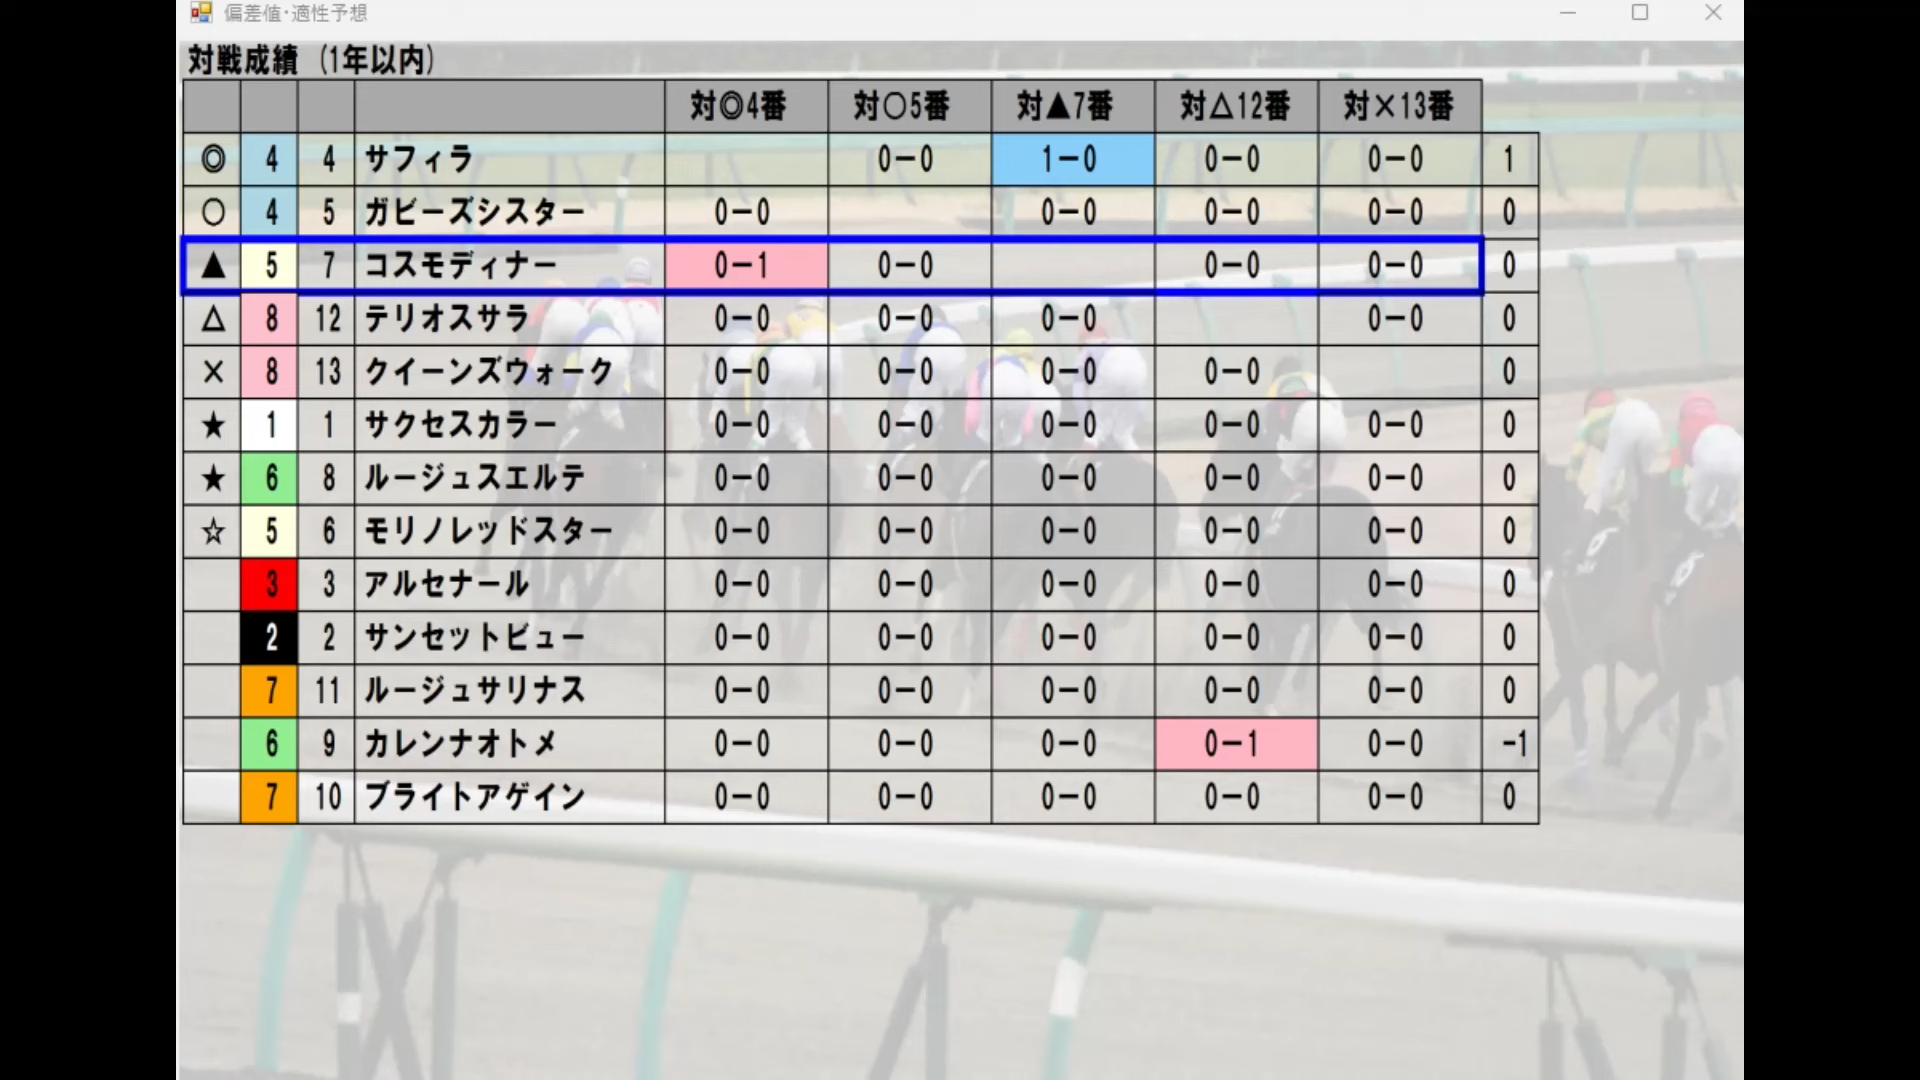 偏差値・適性予想
対戦成績 (1年以内)
対◎4番 対○5番 対▲7番 対△12番 対×13番
◎ 4 4 サフィラ 0-0 1-0 0-0 0-0 1
○ 4 5 ガビーズシスター 0-0 0-0 0-0 0-0 0
▲ 5 7 コスモディナー 0-1 0-0 0-0 0-0 0
△ 8 12 テリオスサラ 0-0 0-0 0-0 0-0 0
× 8 13 クイーンズウォーク 0-0 0-0 0-0 0-0 0
★ 1 1 サクセスカラー 0-0 0-0 0-0 0-0 0-0 0
★ 6 8 ルージュスエルテ 0-0 0-0 0-0 0-0 0-0 0
☆ 5 6 モリノレッドスター 0-0 0-0 0-0 0-0 0-0 0
3 3 アルセナール 0-0 0-0 0-0 0-0 0-0 0
2 2 サンセットビュー 0-0 0-0 0-0 0-0 0-0 0
7 11 ルージュサリナス 0-0 0-0 0-0 0-0 0-0 0
6 9 カレンナオトメ 0-0 0-0 0-0 0-1 0-0 -1
7 10 ブライトアゲイン 0-0 0-0 0-0 0-0 0-0 0